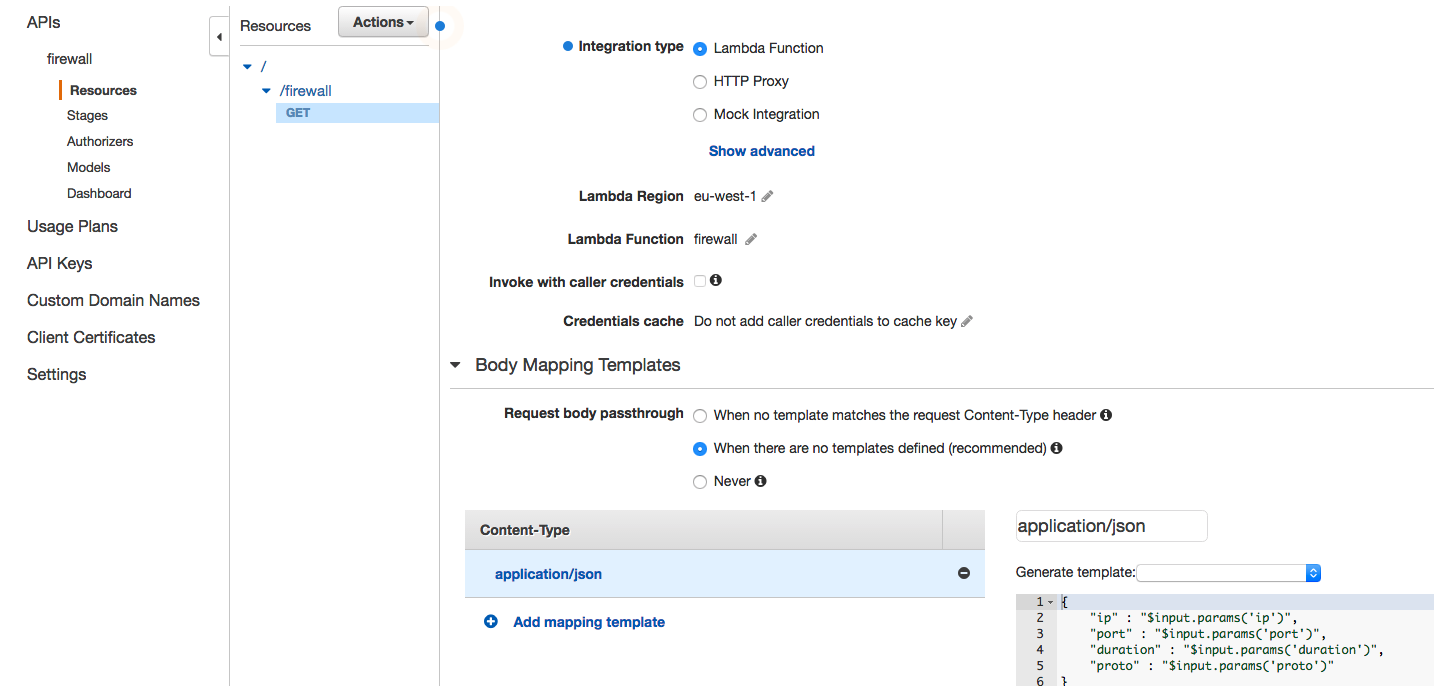 APIs
firewall
Resources
Stages
Authorizers
Models
Dashboard
Usage Plans
API Keys
Custom Domain Names
Client Certificates
Settings
Resources
Actions
/
/firewall
GET
Integration type
Lambda Function
HTTP Proxy
Mock Integration
Show advanced
Lambda Region eu-west-1
Lambda Function firewall
Invoke with caller credentials
Credentials cache Do not add caller credentials to cache key
Body Mapping Templates
Request body passthrough
When no template matches the request Content-Type header
When there are no templates defined (recommended)
Never
Content-Type
application/json
Add mapping template
application/json
Generate template:
1 {
2 "ip" : "$input.params('ip')",
3 "port" : "$input.params('port')",
4 "duration" : "$input.params('duration')",
5 "proto" : "$input.params('proto')"
6 }